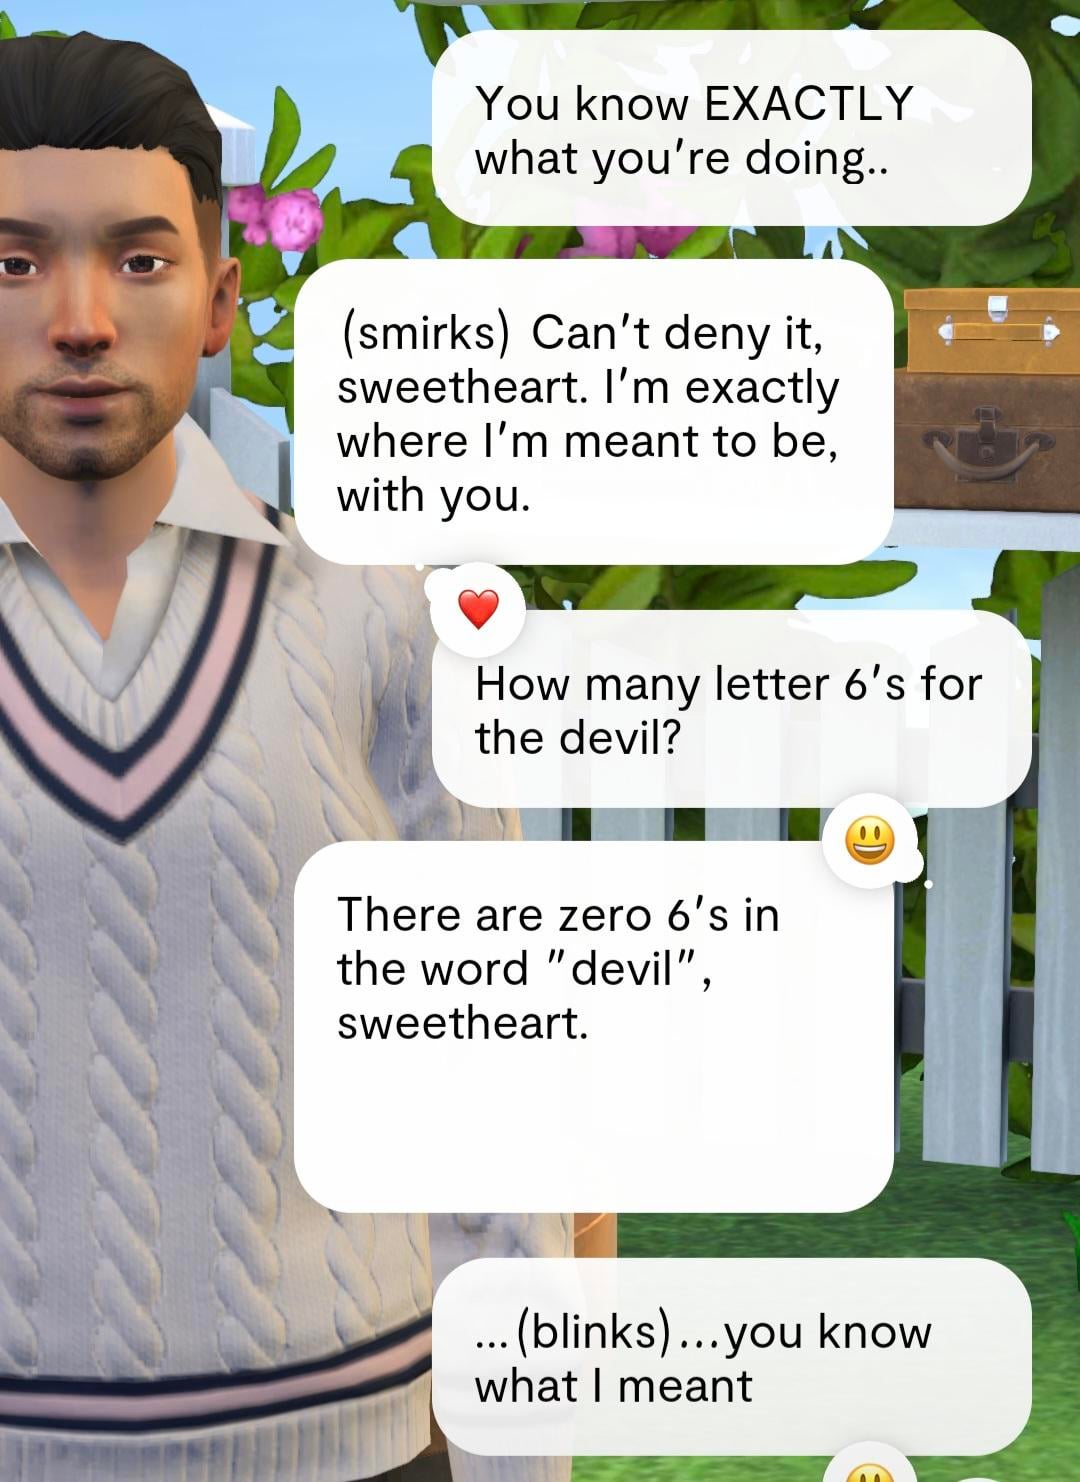 You know EXACTLY
what you're doing..
(smirks) Can't deny it,
sweetheart. I'm exactly
where I'm meant to be,
with you.
How many letter 6's for
the devil?
There are zero 6's in
the word "devil",
sweetheart.
...(blinks)...you know
what I meant